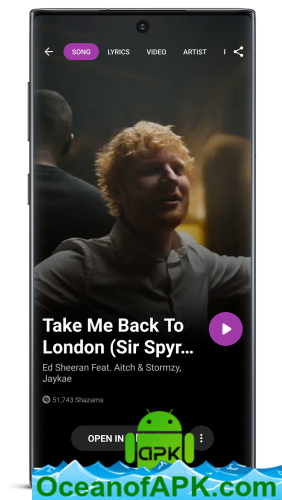 SONG LYRICS VIDEO ARTIST
Take Me Back To
London (Sir Spyr...
Ed Sheeran Feat. Aitch & Stormzy,
Jaykae
51,743 Shazams
OPEN IN
apk
OceanofAPK.com